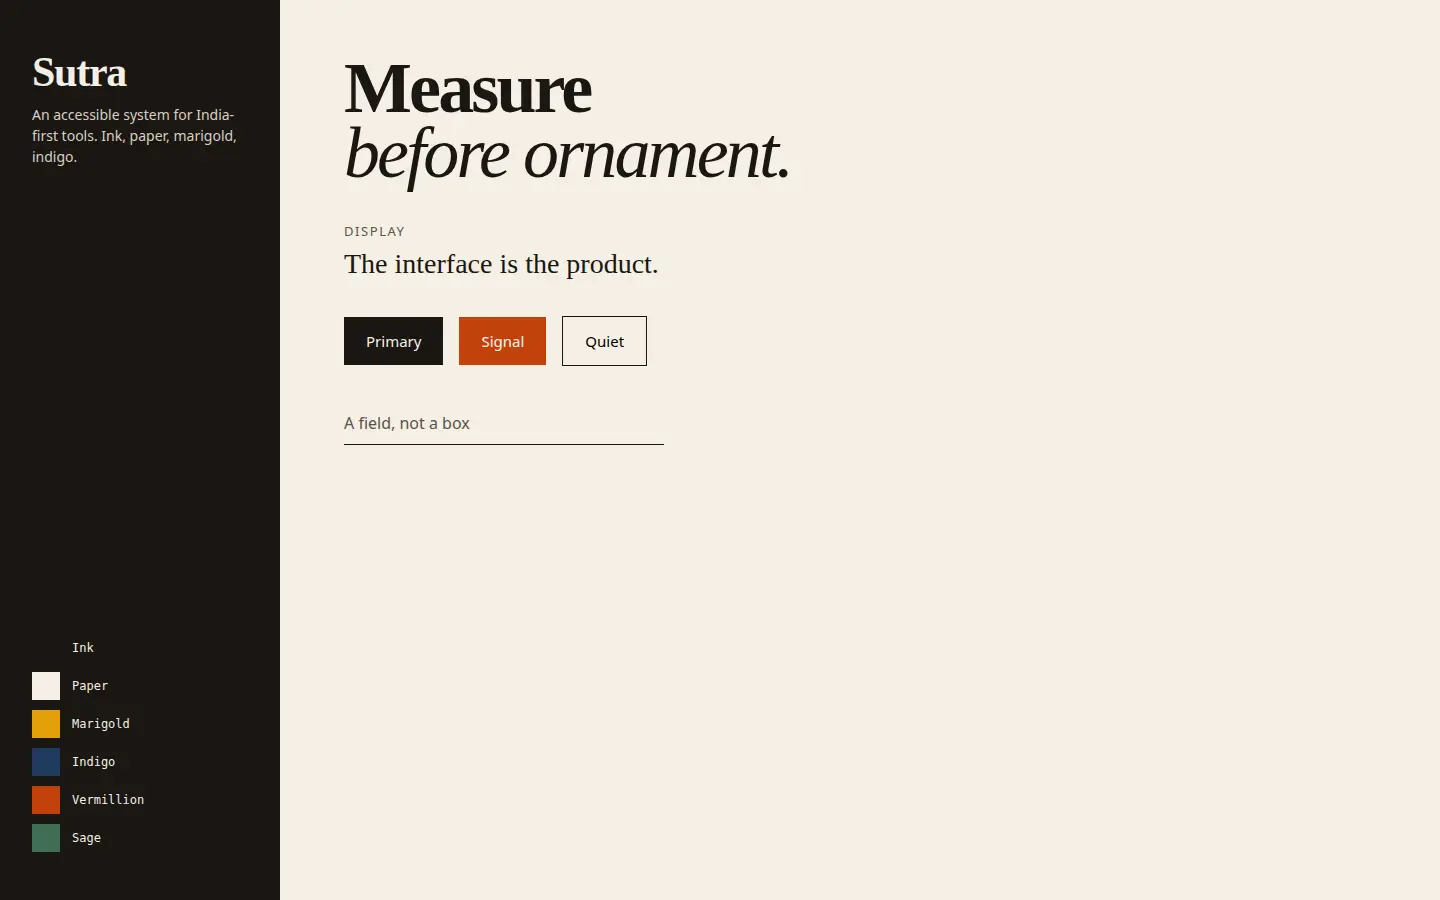 Sutra
An accessible system for India-
first tools. Ink, paper, marigold,
indigo.
Ink
Paper
Marigold
Indigo
Vermillion
Sage
Measure
before ornament.
DISPLAY
The interface is the product.
Primary
Signal
Quiet
A field, not a box